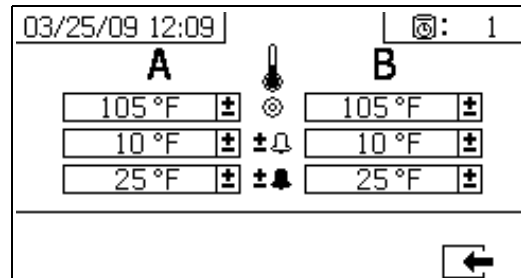 03/25/09 12:09 : 1
A B
105 °F ± 105 °F ±
10 °F ± ± 10 °F ±
25 °F ± ± 25 °F ±